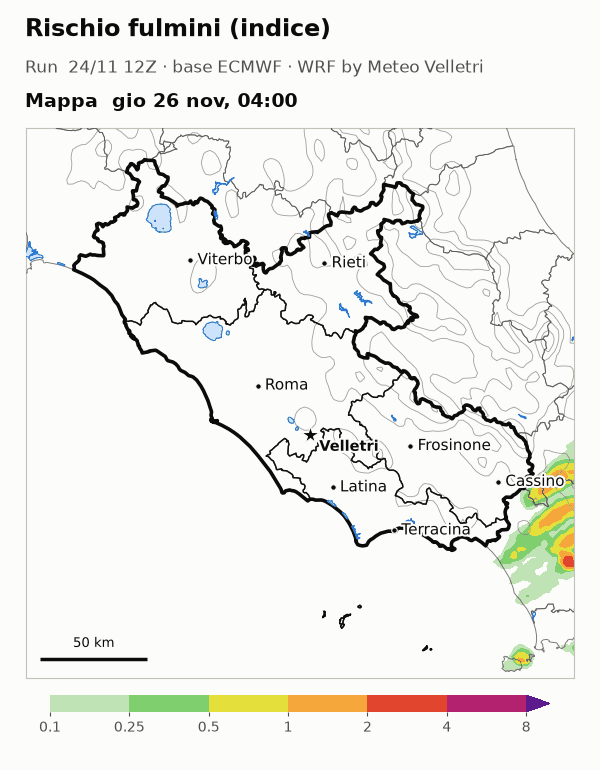 Rischio fulmini (indice)
Run  24/11 12Z · base ECMWF · WRF by Meteo Velletri
Mappa  gio 26 nov, 04:00
Viterbo
Rieti
Roma
Velletri
Frosinone
Cassino
Latina
Terracina
50 km
0.1 0.25 0.5 1 2 4 8